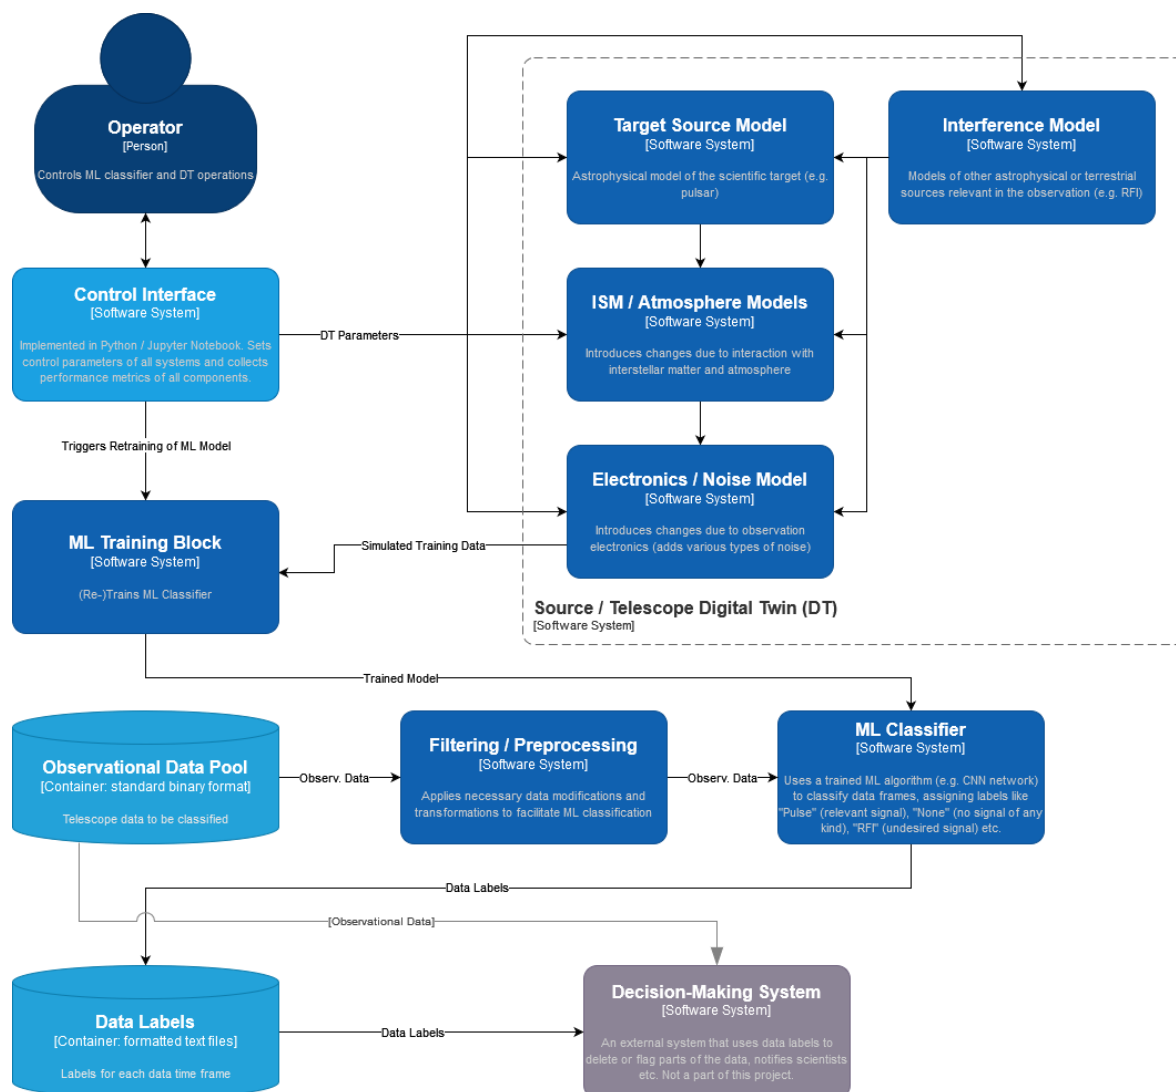 Operator
[Person]
Controls ML classifier and DT operations
Target Source Model
[Software System]
Astrophysical model of the scientific target (e.g.
pulsar)
Interference Model
[Software System]
Models of other astrophysical or terrestrial
sources relevant in the observation (e.g. RFI)
Control Interface
[Software System]
Implemented in Python / Jupyter Notebook. Sets
control parameters of all systems and collects
performance metrics of all components.
DT Parameters
ISM / Atmosphere Models
[Software System]
Introduces changes due to interaction with
interstellar matter and atmosphere
Triggers Retraining of ML Model
Electronics / Noise Model
[Software System]
Introduces changes due to observation
electronics (adds various types of noise)
ML Training Block
[Software System]
(Re-)Trains ML Classifier
Simulated Training Data
Source / Telescope Digital Twin (DT)
[Software System]
Trained Model
Observational Data Pool
[Container: standard binary format]
Telescope data to be classified
Observ. Data
Filtering / Preprocessing
[Software System]
Applies necessary data modifications and
transformations to facilitate ML classification
Observ. Data
ML Classifier
[Software System]
Uses a trained ML algorithm (e.g. CNN network)
to classify data frames, assigning labels like
"Pulse" (relevant signal), "None" (no signal of any
kind), "RFI" (undesired signal) etc.
Data Labels
[Observational Data]
Data Labels
[Container: formatted text files]
Labels for each data time frame
Data Labels
Decision-Making System
[Software System]
An external system that uses data labels to
delete or flag parts of the data, notifies scientists
etc. Not a part of this project.